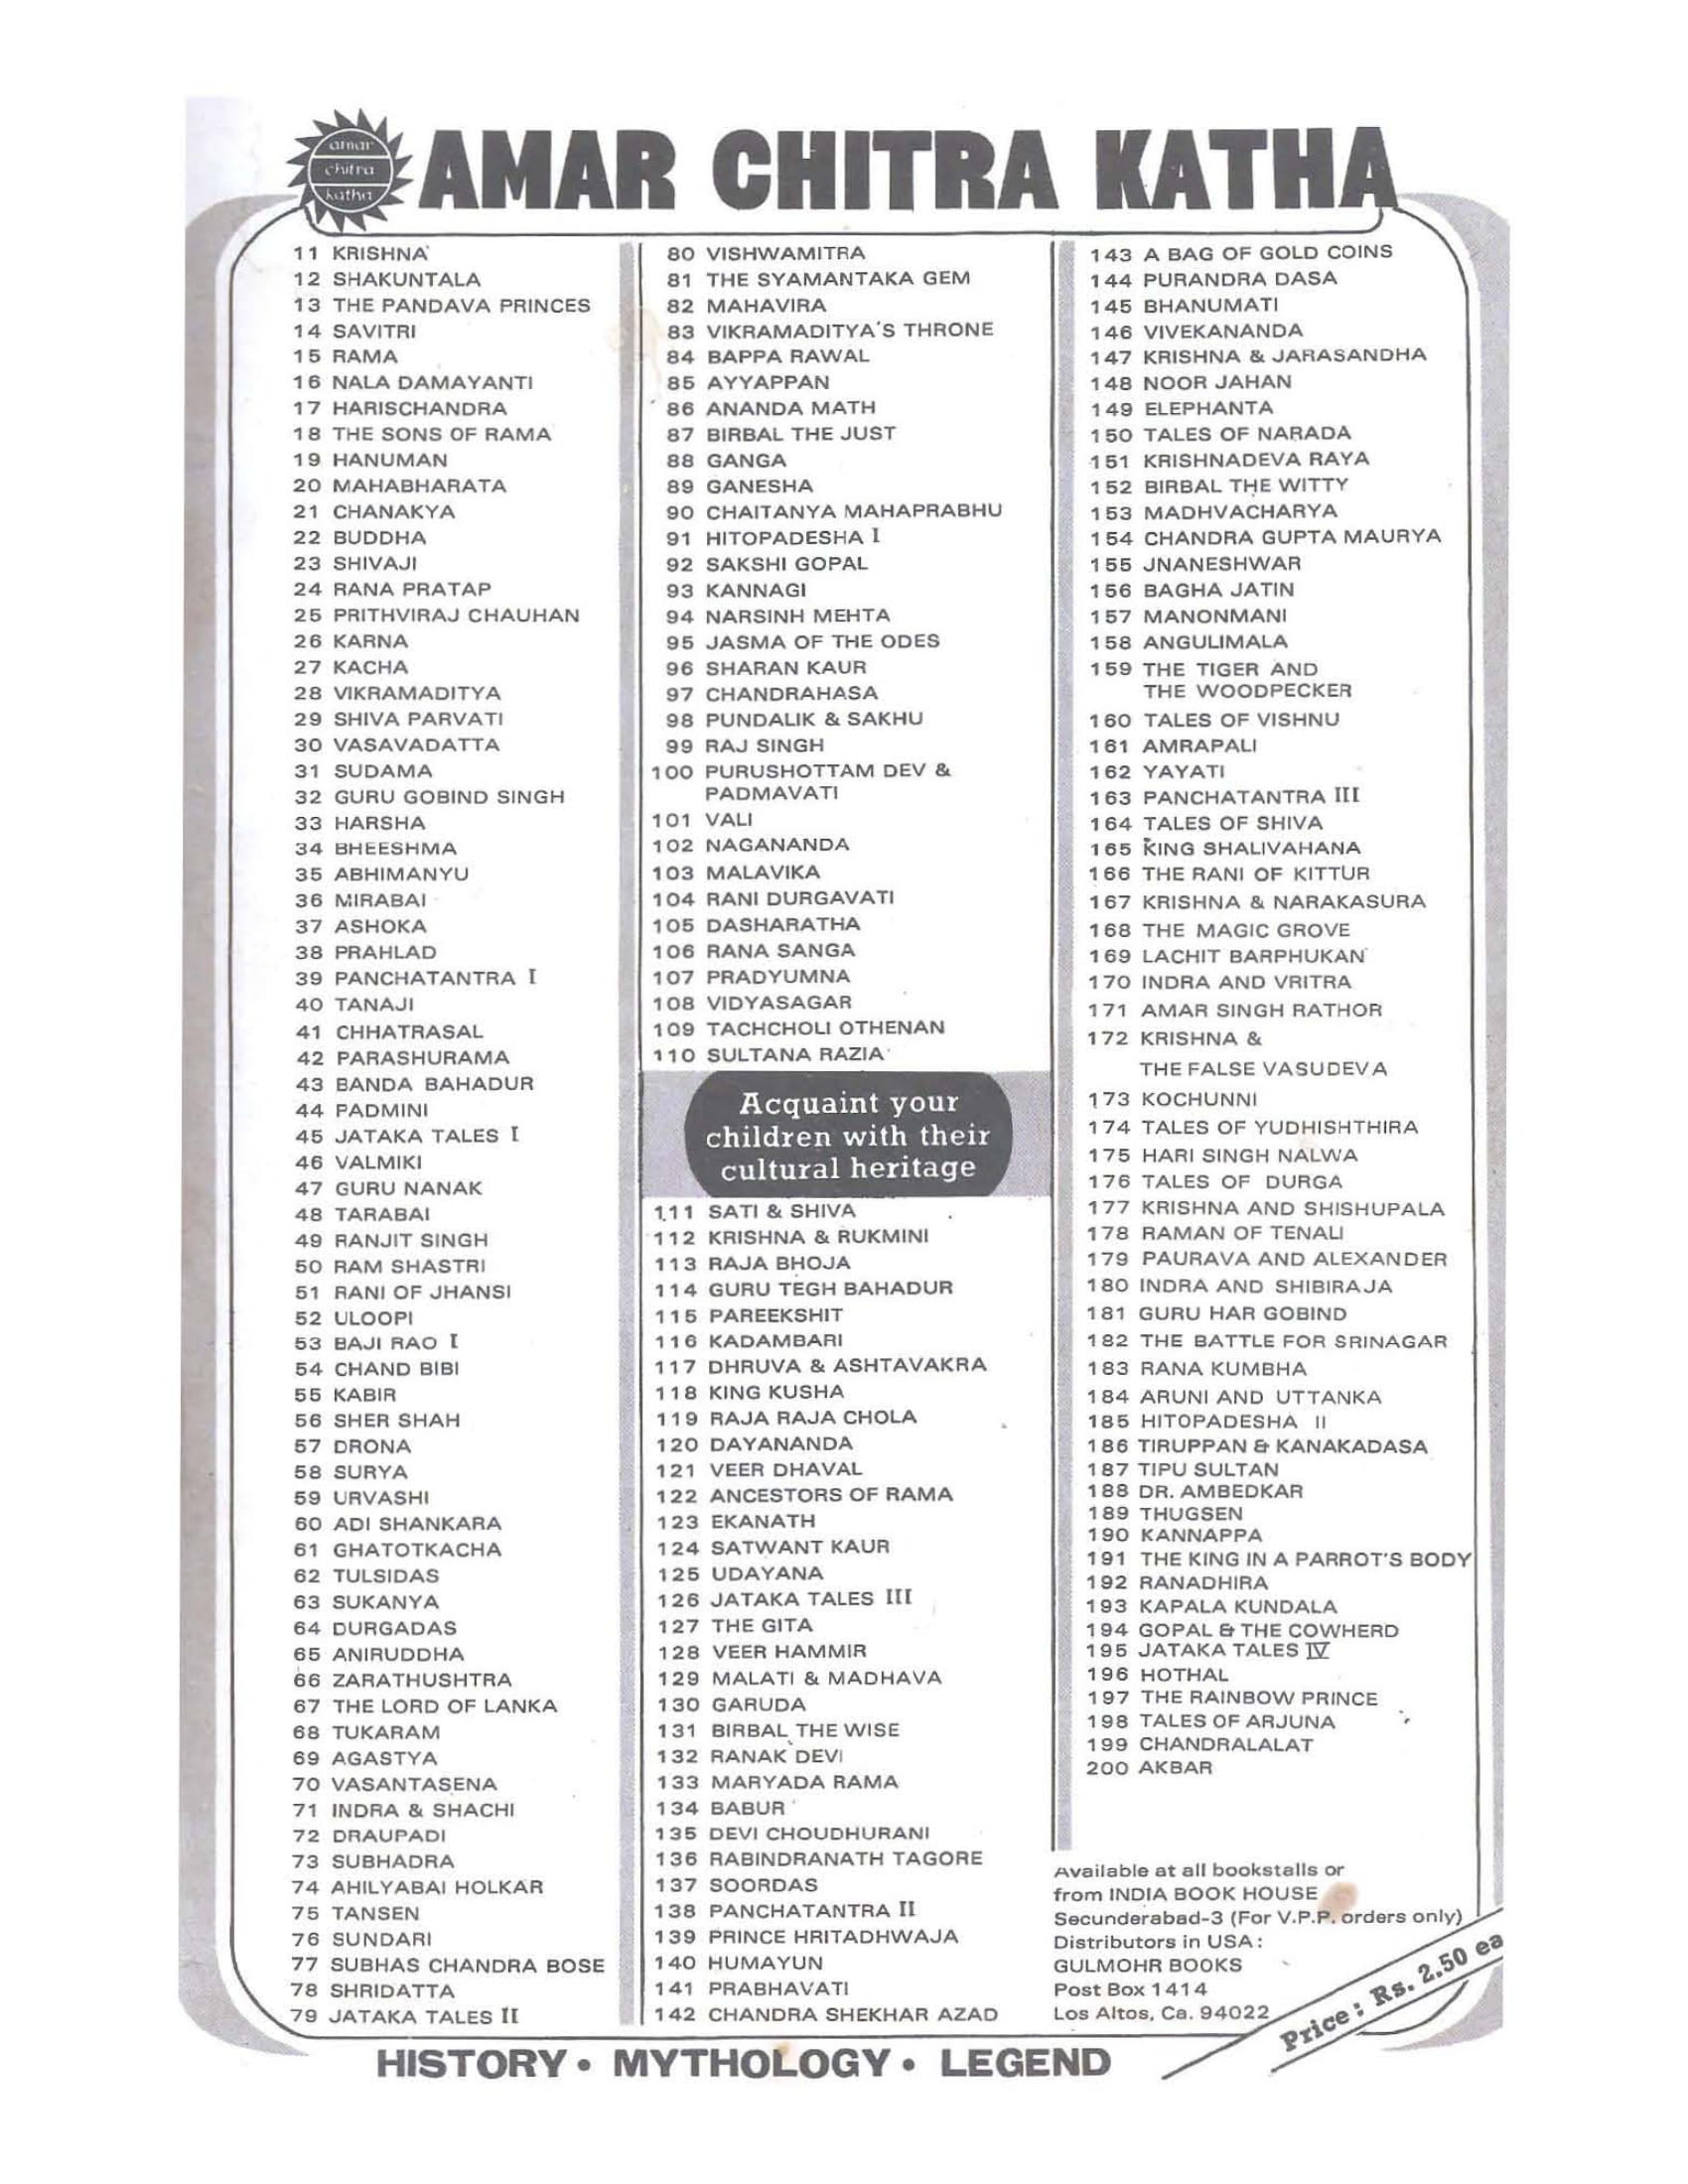 amar
chitra
katha
AMAR CHITRA KATHA
11 KRISHNA
12 SHAKUNTALA
13 THE PANDAVA PRINCES
14 SAVITRI
15 RAMA
16 NALA DAMAYANTI
17 HARISCHANDRA
18 THE SONS OF RAMA
19 HANUMAN
20 MAHABHARATA
21 CHANAKYA
22 BUDDHA
23 SHIVAJI
24 RANA PRATAP
25 PRITHVIRAJ CHAUHAN
26 KARNA
27 KACHA
28 VIKRAMADITYA
29 SHIVA PARVATI
30 VASAVADATTA
31 SUDAMA
32 GURU GOBIND SINGH
33 HARSHA
34 BHEESHMA
35 ABHIMANYU
36 MIRABAI
37 ASHOKA
38 PRAHLAD
39 PANCHATANTRA I
40 TANAJI
41 CHHATRASAL
42 PARASHURAMA
43 BANDA BAHADUR
44 PADMINI
45 JATAKA TALES I
46 VALMIKI
47 GURU NANAK
48 TARABAI
49 RANJIT SINGH
50 RAM SHASTRI
51 RANI OF JHANSI
52 ULOOPI
53 BAJI RAO I
54 CHAND BIBI
55 KABIR
56 SHER SHAH
57 DRONA
58 SURYA
59 URVASHI
60 ADI SHANKARA
61 GHATOTKACHA
62 TULSIDAS
63 SUKANYA
64 DURGADAS
65 ANIRUDDHA
66 ZARATHUSHTRA
67 THE LORD OF LANKA
68 TUKARAM
69 AGASTYA
70 VASANTASENA
71 INDRA & SHACHI
72 DRAUPADI
73 SUBHADRA
74 AHILYABAI HOLKAR
75 TANSEN
76 SUNDARI
77 SUBHAS CHANDRA BOSE
78 SHRIDATTA
79 JATAKA TALES II
80 VISHWAMITRA
81 THE SYAMANTAKA GEM
82 MAHAVIRA
83 VIKRAMADITYA'S THRONE
84 BAPPA RAWAL
85 AYYAPPAN
86 ANANDA MATH
87 BIRBAL THE JUST
88 GANGA
89 GANESHA
90 CHAITANYA MAHAPRABHU
91 HITOPADESHA I
92 SAKSHI GOPAL
93 KANNAGI
94 NARSINH MEHTA
95 JASMA OF THE ODES
96 SHARAN KAUR
97 CHANDRAHASA
98 PUNDALIK & SAKHU
99 RAJ SINGH
100 PURUSHOTTAM DEV &
PADMAVATI
101 VALI
102 NAGANANDA
103 MALAVIKA
104 RANI DURGAVATI
105 DASHARATHA
106 RANA SANGA
107 PRADYUMNA
108 VIDYASAGAR
109 TACHCHOLI OTHENAN
110 SULTANA RAZIA
Acquaint your
children with their
cultural heritage
111 SATI & SHIVA
112 KRISHNA & RUKMINI
113 RAJA BHOJA
114 GURU TEGH BAHADUR
115 PAREEKSHIT
116 KADAMBARI
117 DHRUVA & ASHTAVAKRA
118 KING KUSHA
119 RAJA RAJA CHOLA
120 DAYANANDA
121 VEER DHAVAL
122 ANCESTORS OF RAMA
123 EKANATH
124 SATWANT KAUR
125 UDAYANA
126 JATAKA TALES III
127 THE GITA
128 VEER HAMMIR
129 MALATI & MADHAVA
130 GARUDA
131 BIRBAL THE WISE
132 RANAK DEVI
133 MARYADA RAMA
134 BABUR
135 DEVI CHOUDHURANI
136 RABINDRANATH TAGORE
137 SOORDAS
138 PANCHATANTRA II
139 PRINCE HRITADHWAJA
140 HUMAYUN
141 PRABHAVATI
142 CHANDRA SHEKHAR AZAD
143 A BAG OF GOLD COINS
144 PURANDRA DASA
145 BHANUMATI
146 VIVEKANANDA
147 KRISHNA & JARASANDHA
148 NOOR JAHAN
149 ELEPHANTA
150 TALES OF NARADA
151 KRISHNADEVA RAYA
152 BIRBAL THE WITTY
153 MADHVACHARYA
154 CHANDRA GUPTA MAURYA
155 JNANESHWAR
156 BAGHA JATIN
157 MANONMANI
158 ANGULIMALA
159 THE TIGER AND
THE WOODPECKER
160 TALES OF VISHNU
161 AMRAPALI
162 YAYATI
163 PANCHATANTRA III
164 TALES OF SHIVA
165 KING SHALIVAHANA
166 THE RANI OF KITTUR
167 KRISHNA & NARAKASURA
168 THE MAGIC GROVE
169 LACHIT BARPHUKAN
170 INDRA AND VRITRA
171 AMAR SINGH RATHOR
172 KRISHNA &
THE FALSE VASUDEVA
173 KOCHUNNI
174 TALES OF YUDHISHTHIRA
175 HARI SINGH NALWA
176 TALES OF DURGA
177 KRISHNA AND SHISHUPALA
178 RAMAN OF TENALI
179 PAURAVA AND ALEXANDER
180 INDRA AND SHIBIRAJA
181 GURU HAR GOBIND
182 THE BATTLE FOR SRINAGAR
183 RANA KUMBHA
184 ARUNI AND UTTANKA
185 HITOPADESHA II
186 TIRUPPAN & KANAKADASA
187 TIPU SULTAN
188 DR. AMBEDKAR
189 THUGSEN
190 KANNAPPA
191 THE KING IN A PARROT'S BODY
192 RANADHIRA
193 KAPALA KUNDALA
194 GOPAL & THE COWHERD
195 JATAKA TALES IV
196 HOTHAL
197 THE RAINBOW PRINCE
198 TALES OF ARJUNA
199 CHANDRALALAT
200 AKBAR
Available at all bookstalls or
from INDIA BOOK HOUSE
Secunderabad-3 (For V.P.P. orders only)
Distributors in USA:
GULMOHR BOOKS
Post Box 1414
Los Altos, Ca. 94022
Price: Rs. 2.50 ea
HISTORY • MYTHOLOGY • LEGEND